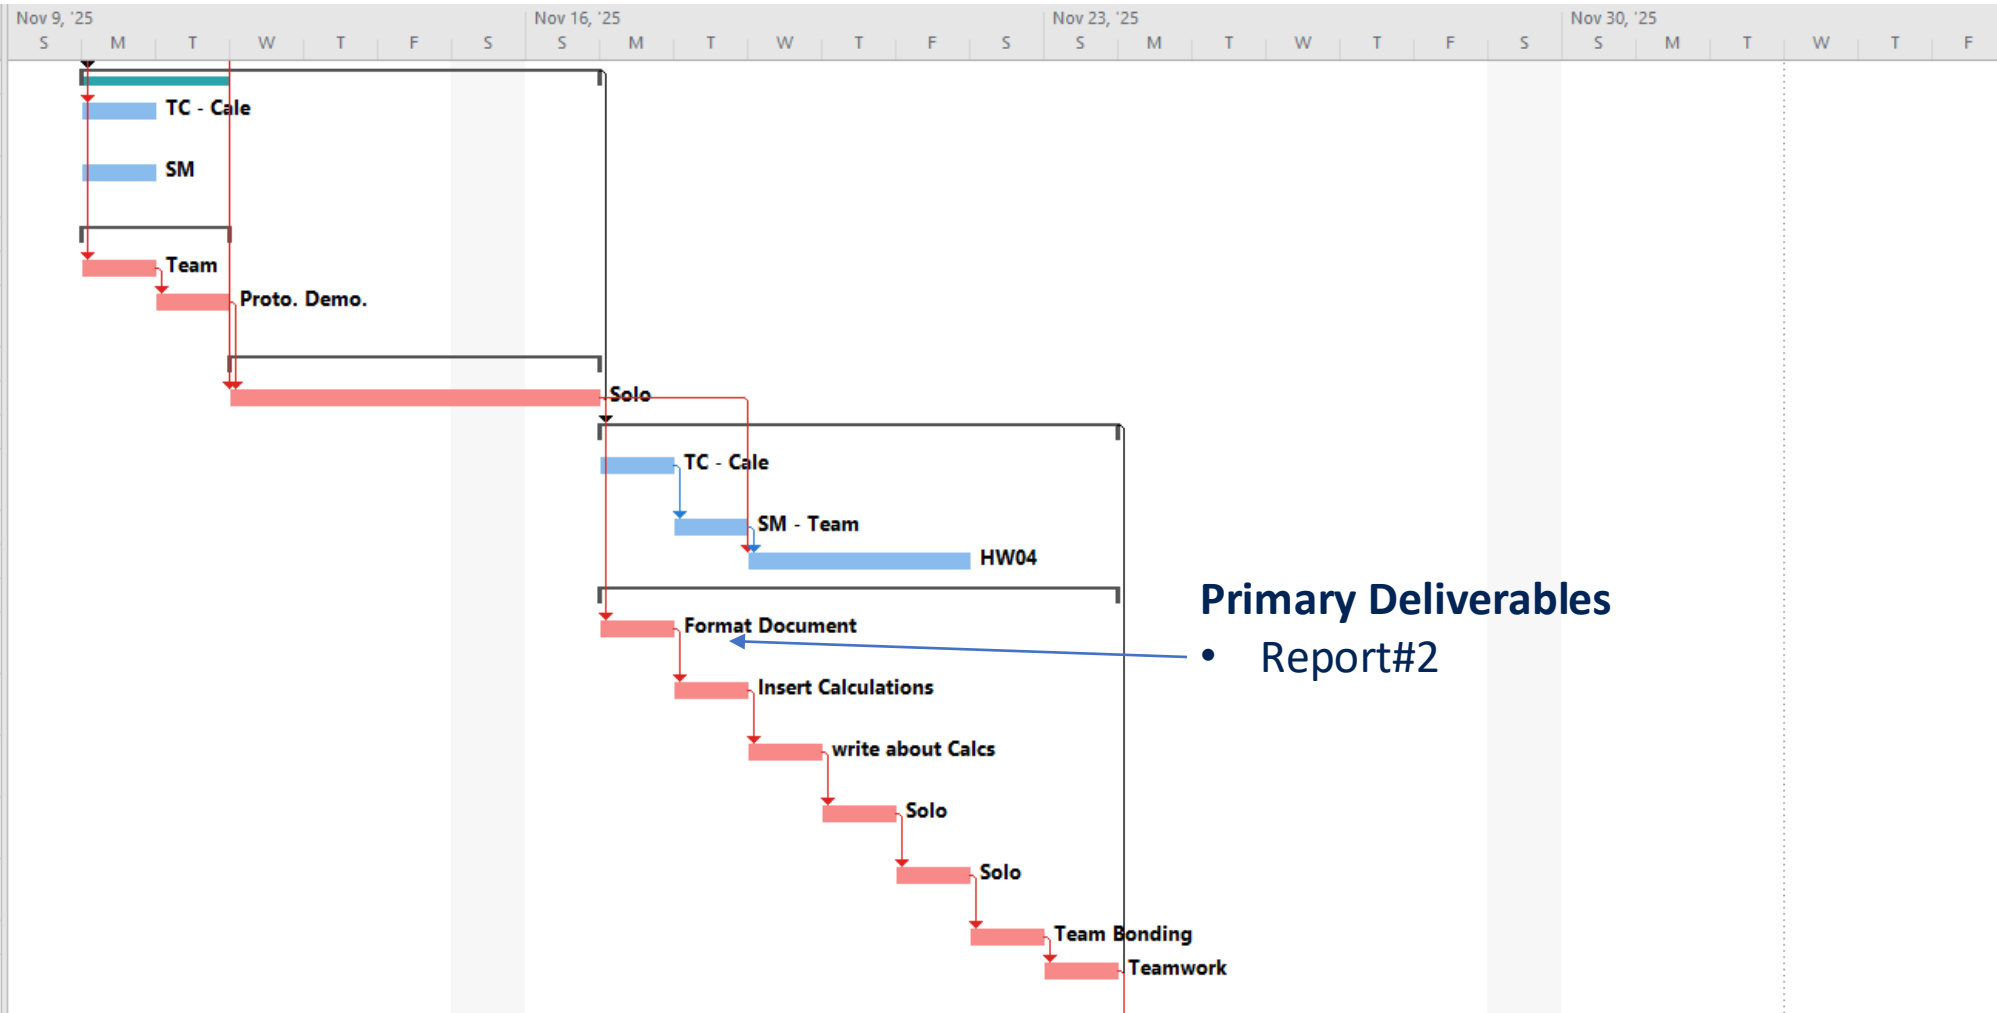 Nov 9, '25 Nov 16, '25 Nov 23, '25 Nov 30, '25
S M T W T F S S M T W T F S S M T W T F S S M T W T F
TC - Cale
SM
Team
Proto. Demo.
Solo
TC - Cale
SM - Team
HW04
Primary Deliverables
Format Document
• Report#2
Insert Calculations
write about Calcs
Solo
Solo
Team Bonding
Teamwork